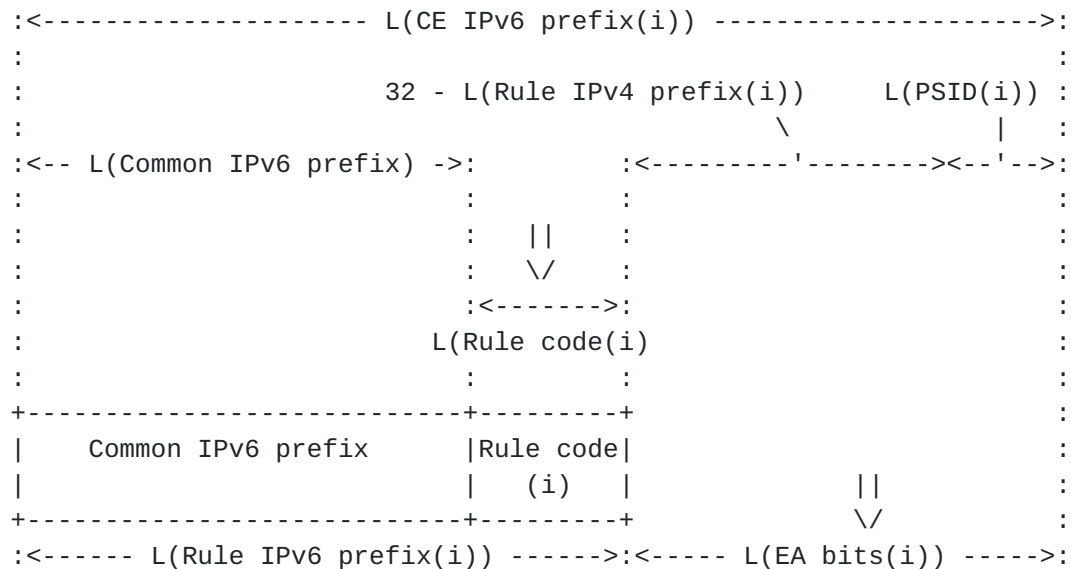 :<--------------------- L(CE IPv6 prefix(i)) --------------------->:
:                                                                  :
:                       32 - L(Rule IPv4 prefix(i))     L(PSID(i)) :
:                                                \             |   :
:<-- L(Common IPv6 prefix) ->:         :<---------'--------><--'-->:
:                            :         :                           :
:                            :   ||    :                           :
:                            :   \/    :                           :
:                            :<------->:                           :
:                          L(Rule code(i)                          :
:                            :         :                           :
+----------------------------+---------+                           :
|    Common IPv6 prefix      |Rule code|                           :
|                            |   (i)   |              ||           :
+----------------------------+---------+              \/           :
:<------ L(Rule IPv6 prefix(i)) ------>:<----- L(EA bits(i)) ----->: